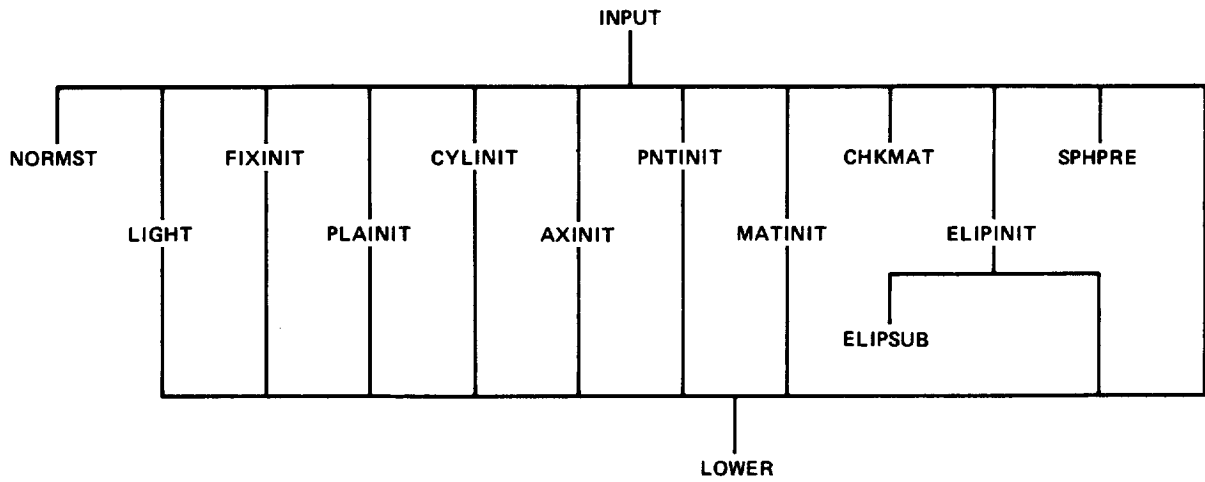 INPUT
NORMST FIXINIT CYLINIT PNTINIT CHKMAT SPHPRE
LIGHT PLAINIT AXINIT MATINIT ELIPINIT
ELIPSUB
LOWER